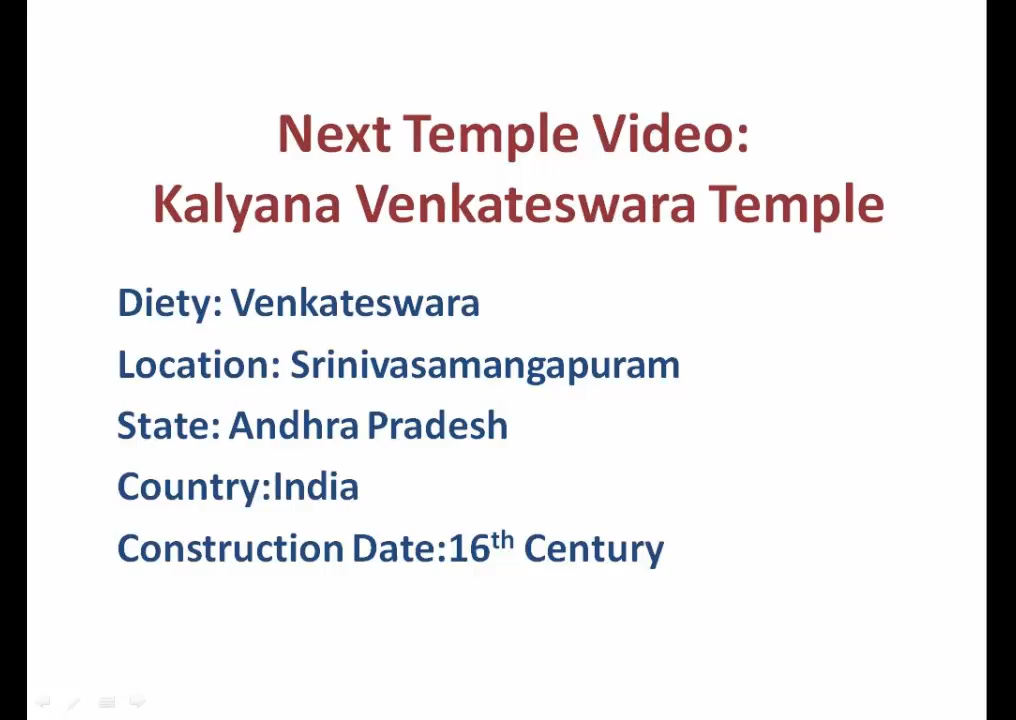 Next Temple Video:
Kalyana Venkateswara Temple
Diety: Venkateswara
Location: Srinivasamangapuram
State: Andhra Pradesh
Country:India
Construction Date:16th Century